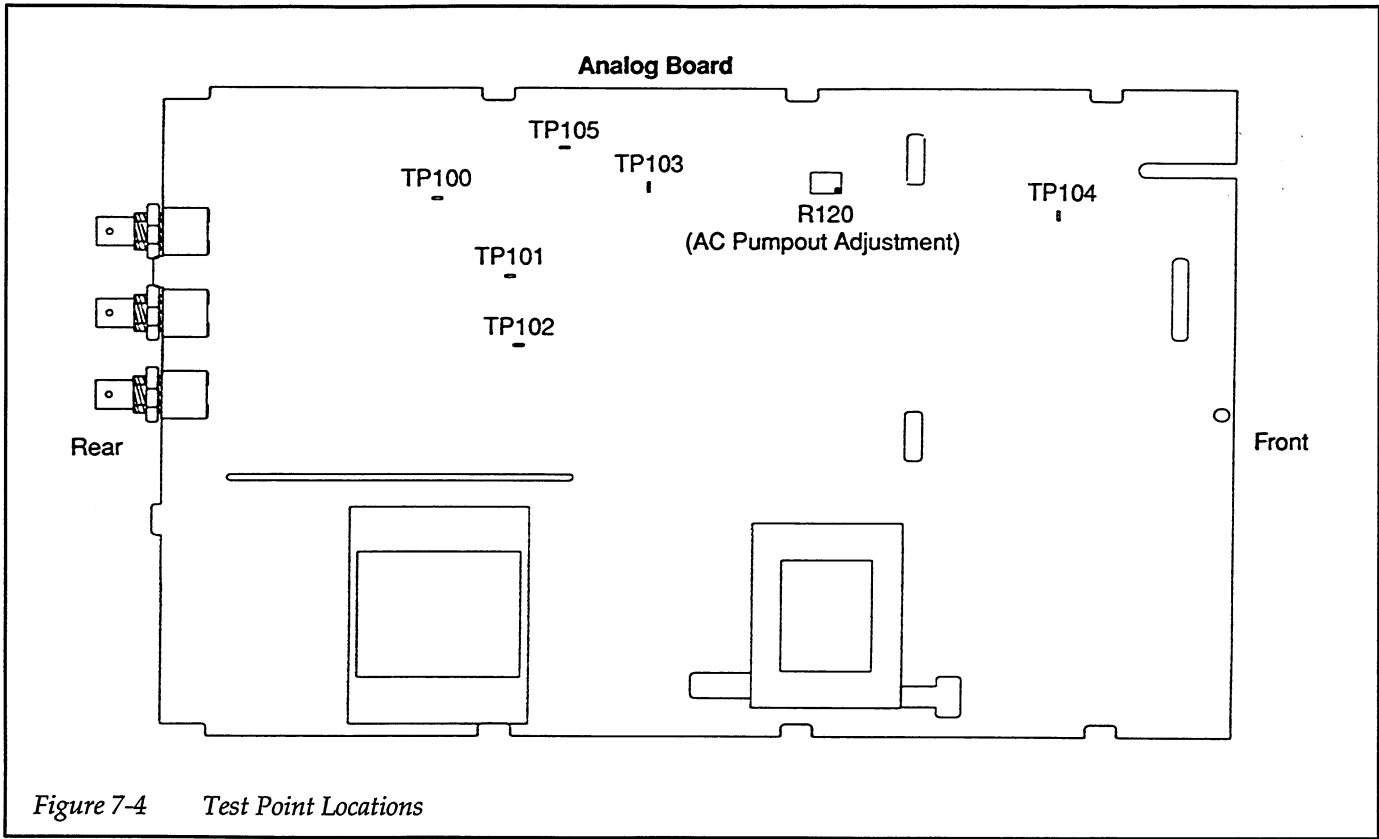 Analog Board
TP105
TP103
TP100
TP104
R120
(AC Pumpout Adjustment)
TP101
TP102
Rear
Front
Figure 7-4 Test Point Locations